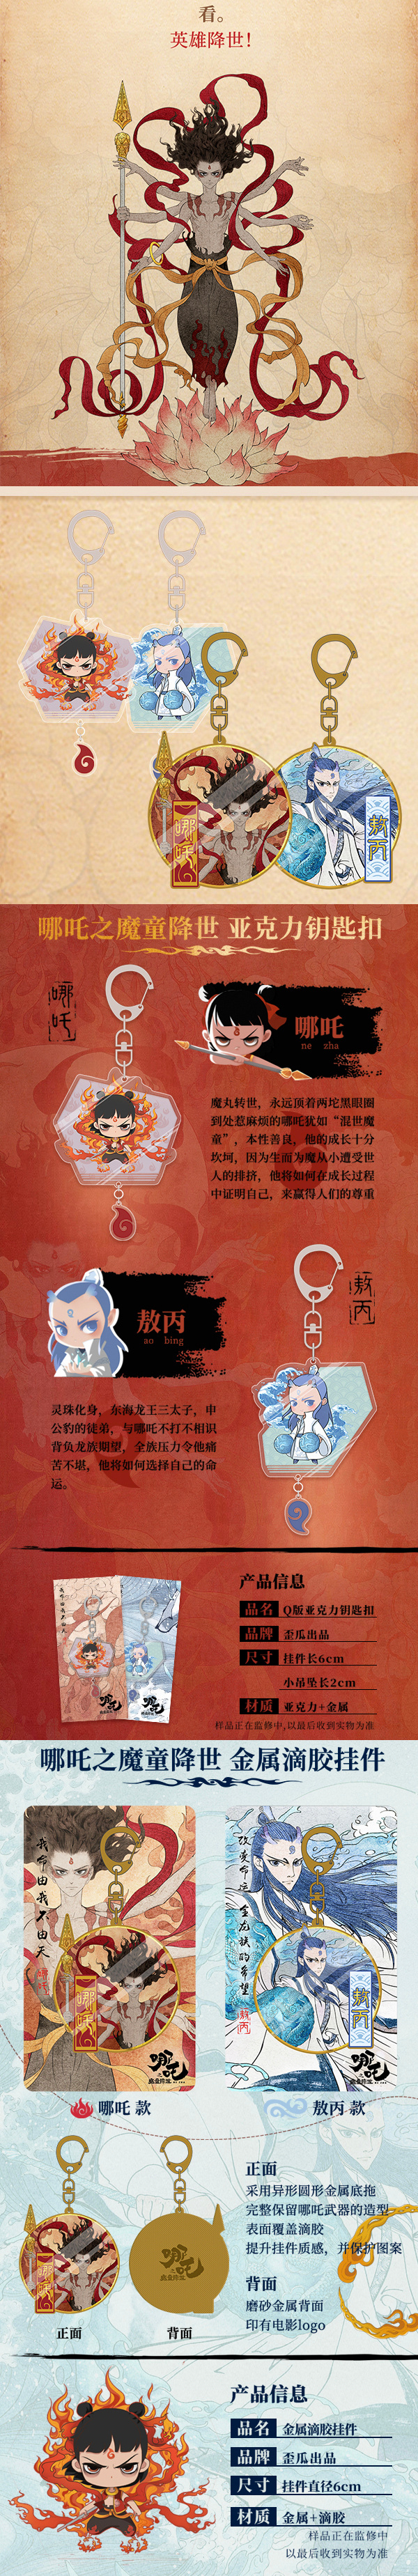 看。
英雄降世！
哪吒
敖丙
哪吒之魔童降世 亚克力钥匙扣
哪吒
哪吒
ne zha
魔丸转世，永远顶着两坨黑眼圈
到处惹麻烦的哪吒犹如“混世魔
童”，本性善良，他的成长十分
坎坷，因为生而为魔从小遭受世
人的排挤，他将如何在成长过程
中证明自己，来赢得人们的尊重
敖丙
敖丙
ao bing
灵珠化身，东海龙王三太子，申
公豹的徒弟，与哪吒不打不相识
背负龙族期望，全族压力令他痛
苦不堪，他将如何选择自己的命
运。
产品信息
品名 Q版亚克力钥匙扣
品牌 歪瓜出品
尺寸 挂件长6cm
小吊坠长2cm
材质 亚克力+金属
样品正在监修中,以最后收到实物为准
哪吒
哪吒
哪吒之魔童降世 金属滴胶挂件
我命由我不由天
哪吒
哪吒
改变命运 全龙族的希望
敖丙
敖丙
哪吒
哪吒 款
敖丙 款
哪吒
哪吒
正面
背面
正面
采用异形圆形金属底拖
完整保留哪吒武器的造型
表面覆盖滴胶
提升挂件质感，并保护图案
背面
磨砂金属背面
印有电影logo
产品信息
品名 金属滴胶挂件
品牌 歪瓜出品
尺寸 挂件直径6cm
材质 金属+滴胶
样品正在监修中
以最后收到实物为准